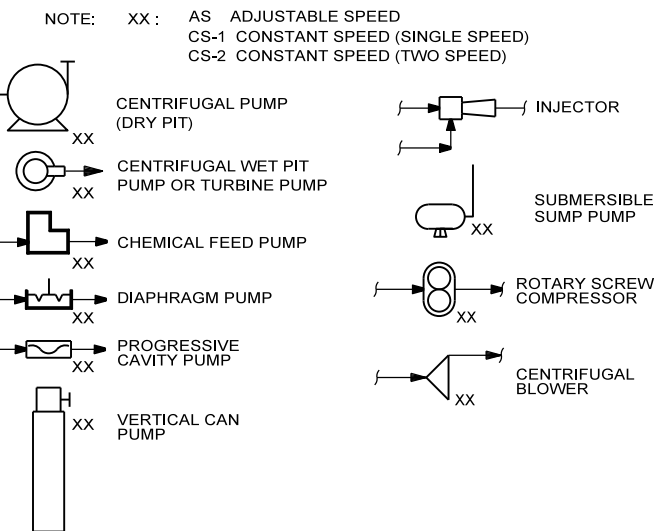 NOTE: XX : AS ADJUSTABLE SPEED
CS-1 CONSTANT SPEED (SINGLE SPEED)
CS-2 CONSTANT SPEED (TWO SPEED)
CENTRIFUGAL PUMP
(DRY PIT)
XX
CENTRIFUGAL WET PIT
PUMP OR TURBINE PUMP
XX
CHEMICAL FEED PUMP
XX
DIAPHRAGM PUMP
XX
PROGRESSIVE
CAVITY PUMP
XX
VERTICAL CAN
PUMP
XX
INJECTOR
SUBMERSIBLE
SUMP PUMP
XX
ROTARY SCREW
COMPRESSOR
XX
CENTRIFUGAL
BLOWER
XX